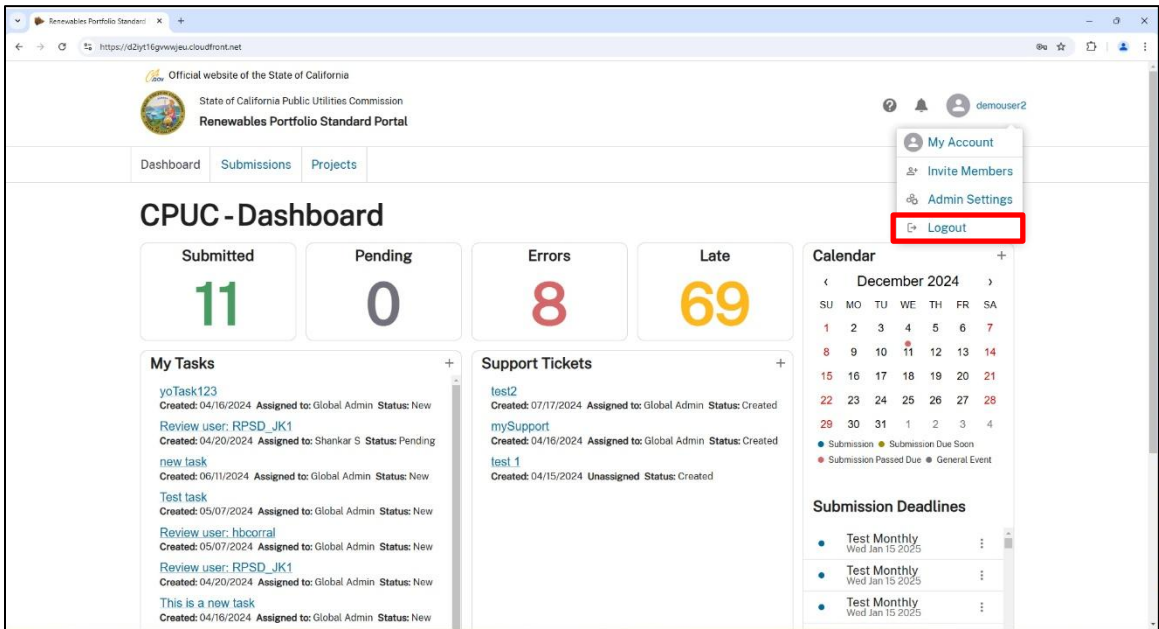 Renewables Portfolio Standard
https://d2iyt16gvwwjeu.cloudfront.net
Official website of the State of California
State of California Public Utilities Commission
Renewables Portfolio Standard Portal
demouser2
My Account
Invite Members
Admin Settings
Logout
Dashboard Submissions Projects
CPUC - Dashboard
Submitted
11
Pending
0
Errors
8
Late
69
My Tasks
yoTask123
Created: 04/16/2024 Assigned to: Global Admin Status: New
Review user: RPSD_JK1
Created: 04/20/2024 Assigned to: Shankar S Status: Pending
new task
Created: 06/11/2024 Assigned to: Global Admin Status: New
Test task
Created: 05/07/2024 Assigned to: Global Admin Status: New
Review user: hbcorral
Created: 05/07/2024 Assigned to: Global Admin Status: New
Review user: RPSD_JK1
Created: 04/20/2024 Assigned to: Global Admin Status: New
This is a new task
Created: 04/16/2024 Assigned to: Global Admin Status: New
Support Tickets
test2
Created: 07/17/2024 Assigned to: Global Admin Status: Created
mySupport
Created: 04/16/2024 Assigned to: Global Admin Status: Created
test 1
Created: 04/15/2024 Unassigned Status: Created
Calendar
December 2024
SU MO TU WE TH FR SA
1 2 3 4 5 6 7
8 9 10 11 12 13 14
15 16 17 18 19 20 21
22 23 24 25 26 27 28
29 30 31 1 2 3 4
Submission Submission Due Soon
Submission Passed Due General Event
Submission Deadlines
Test Monthly
Wed Jan 15 2025
Test Monthly
Wed Jan 15 2025
Test Monthly
Wed Jan 15 2025